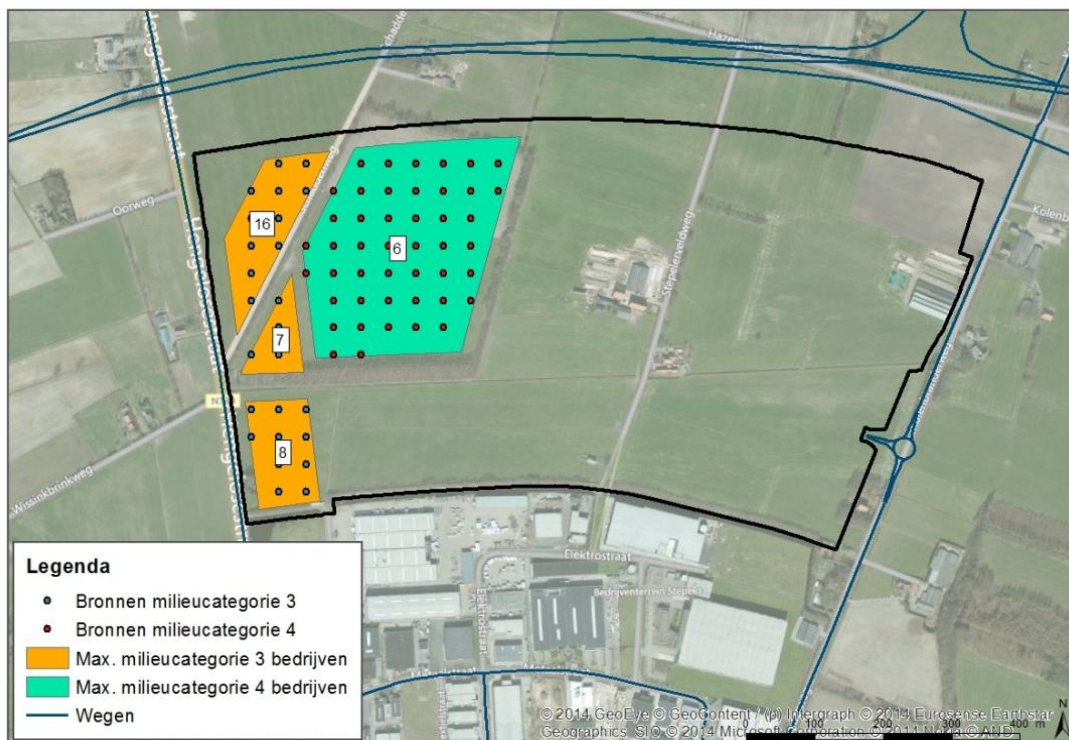 Oorweg
Wissinkbrinkweg
Stepelerveldweg
16
6
7
8
Elektrostraat
Elektrostraat
Legenda
Bronnen milieucategorie 3
Bronnen milieucategorie 4
Max. milieucategorie 3 bedrijven
Max. milieucategorie 4 bedrijven
Wegen
N
400 m
© 2014 GeoEye © GeoContent / (p) Intergraph © 2014 Eurosense Earthstar
Geographics SIO © 2014 Microsoft Corporation © 2014 Nokia © AND